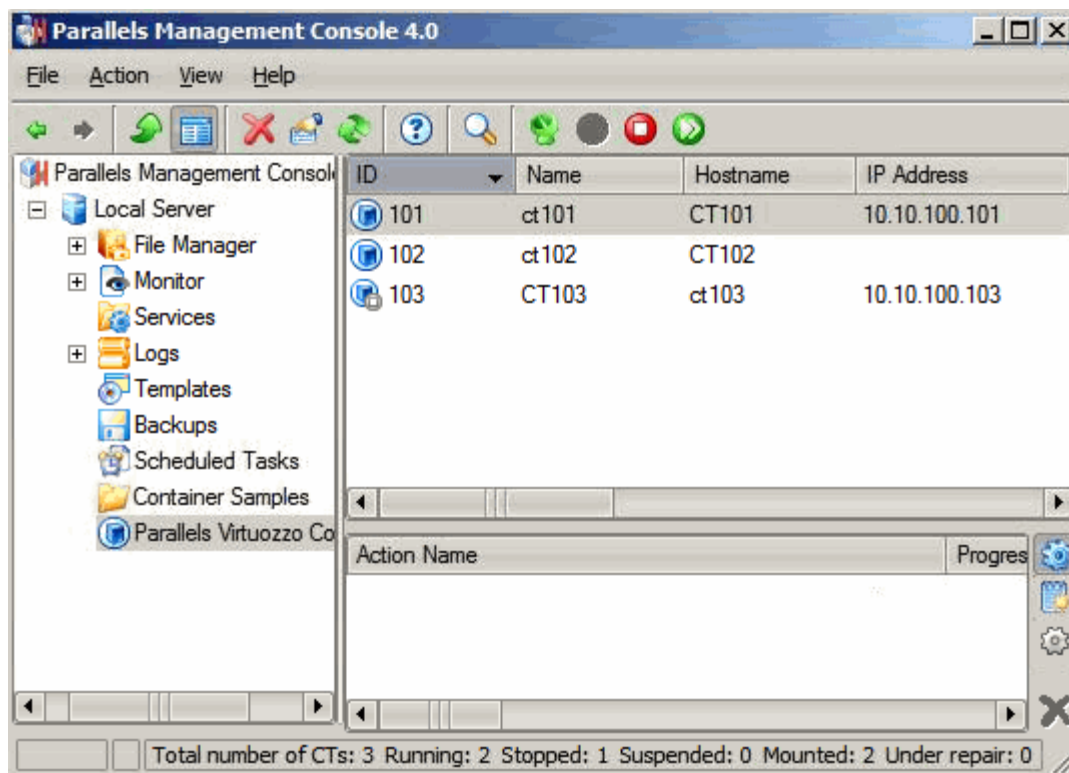 Parallels Management Console 4.0
File Action View Help
Parallels Management Consol
Local Server
File Manager
Monitor
Services
Logs
Templates
Backups
Scheduled Tasks
Container Samples
Parallels Virtuozzo Co
ID Name Hostname IP Address
101 ct101 CT101 10.10.100.101
102 ct102 CT102
103 CT103 ct103 10.10.100.103
Action Name Progres
Total number of CTs: 3 Running: 2 Stopped: 1 Suspended: 0 Mounted: 2 Under repair: 0